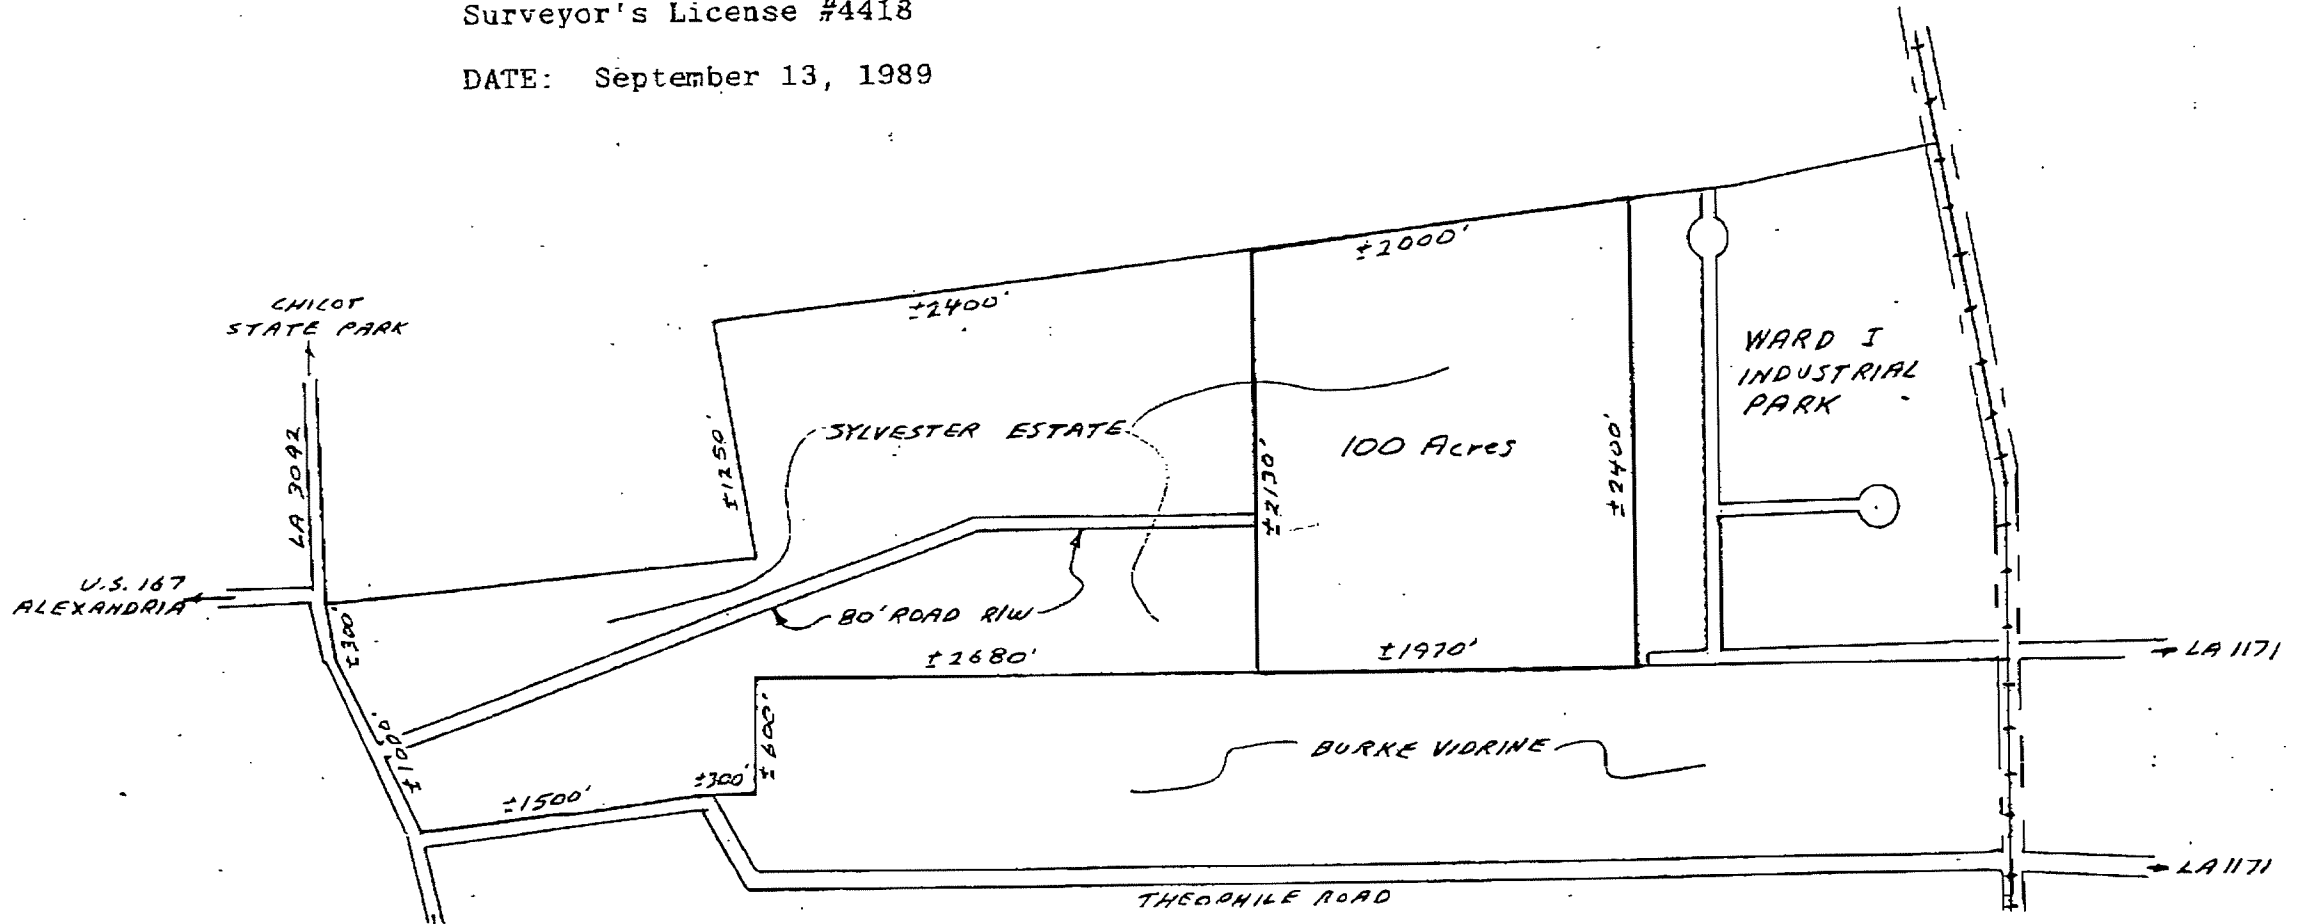 Surveyor's License #4418
DATE: September 13, 1989
±2000'
±2400'
CHICOT
STATE PARK
WARD I
INDUSTRIAL
PARK
LA 3042
±1250'
SYLVESTER ESTATE
100 Acres
±2130'
±2400'
U.S. 167
ALEXANDRIA
±300'
80' ROAD R/W
±2680'
±1970'
LA 1171
±1000'
±600'
BURKE VIDRINE
±300'
±1500'
LA 1171
THEOPHILE ROAD